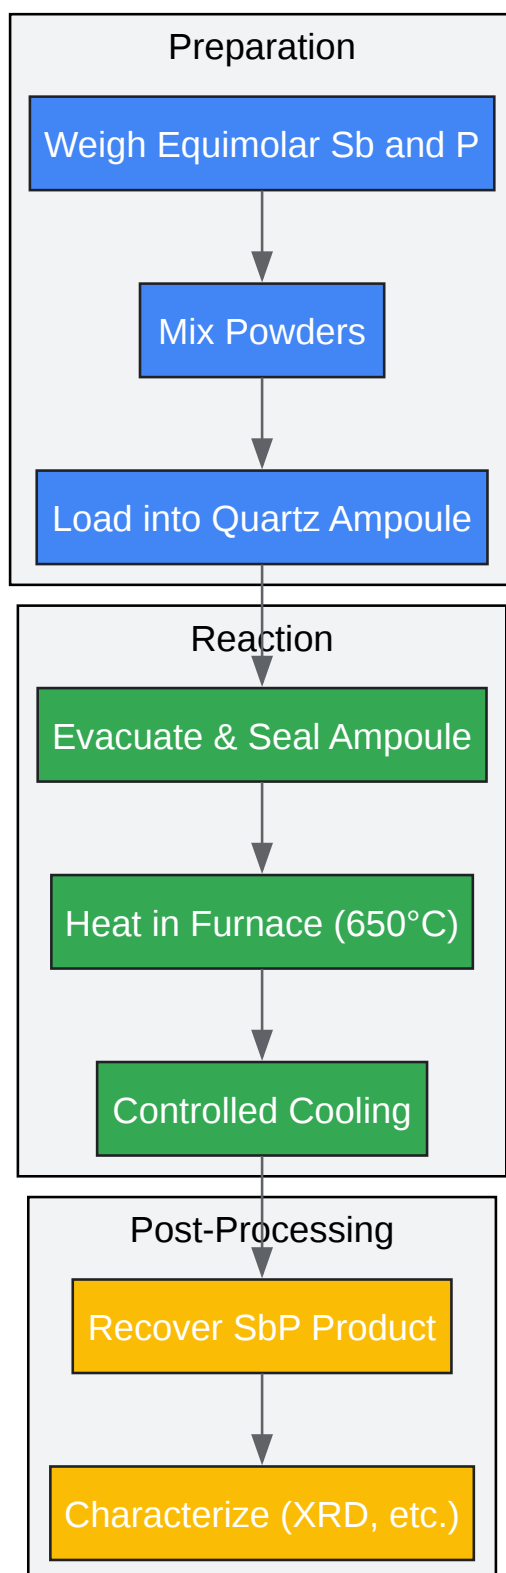 Preparation
Weigh Equimolar Sb and P
Mix Powders
Load into Quartz Ampoule
Reaction
Evacuate & Seal Ampoule
Heat in Furnace (650°C)
Controlled Cooling
Post-Processing
Recover SbP Product
Characterize (XRD, etc.)